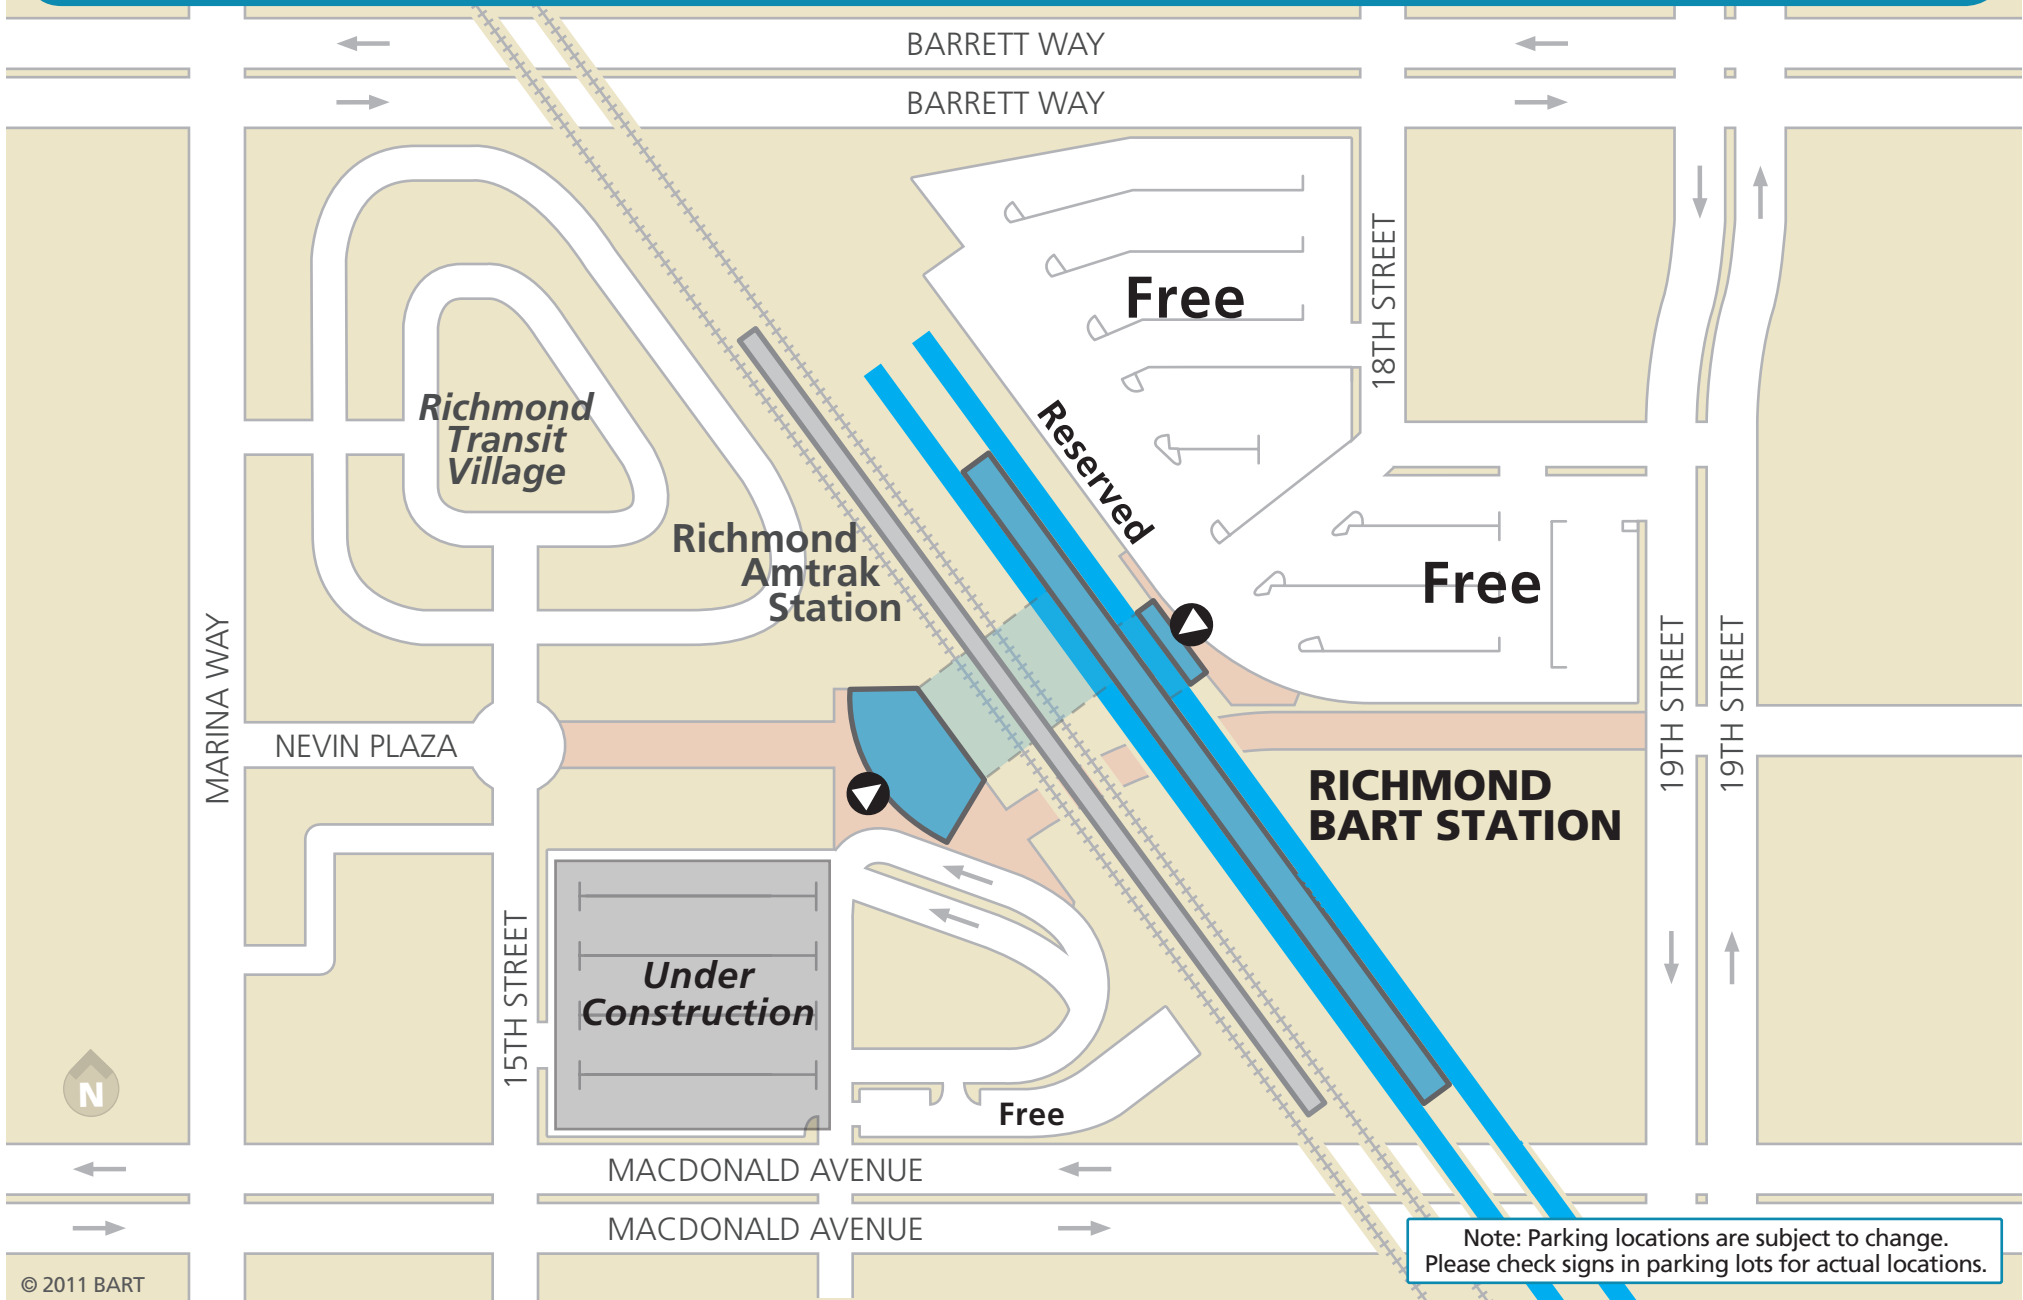 BARRETT WAY
BARRETT WAY
Free
18TH STREET
Richmond
Transit
Village
Reserved
Richmond
Amtrak
Station
Free
MARINA WAY
19TH STREET
19TH STREET
NEVIN PLAZA
RICHMOND
BART STATION
15TH STREET
Under
Construction
N
Free
MACDONALD AVENUE
MACDONALD AVENUE
Note: Parking locations are subject to change.
Please check signs in parking lots for actual locations.
© 2011 BART